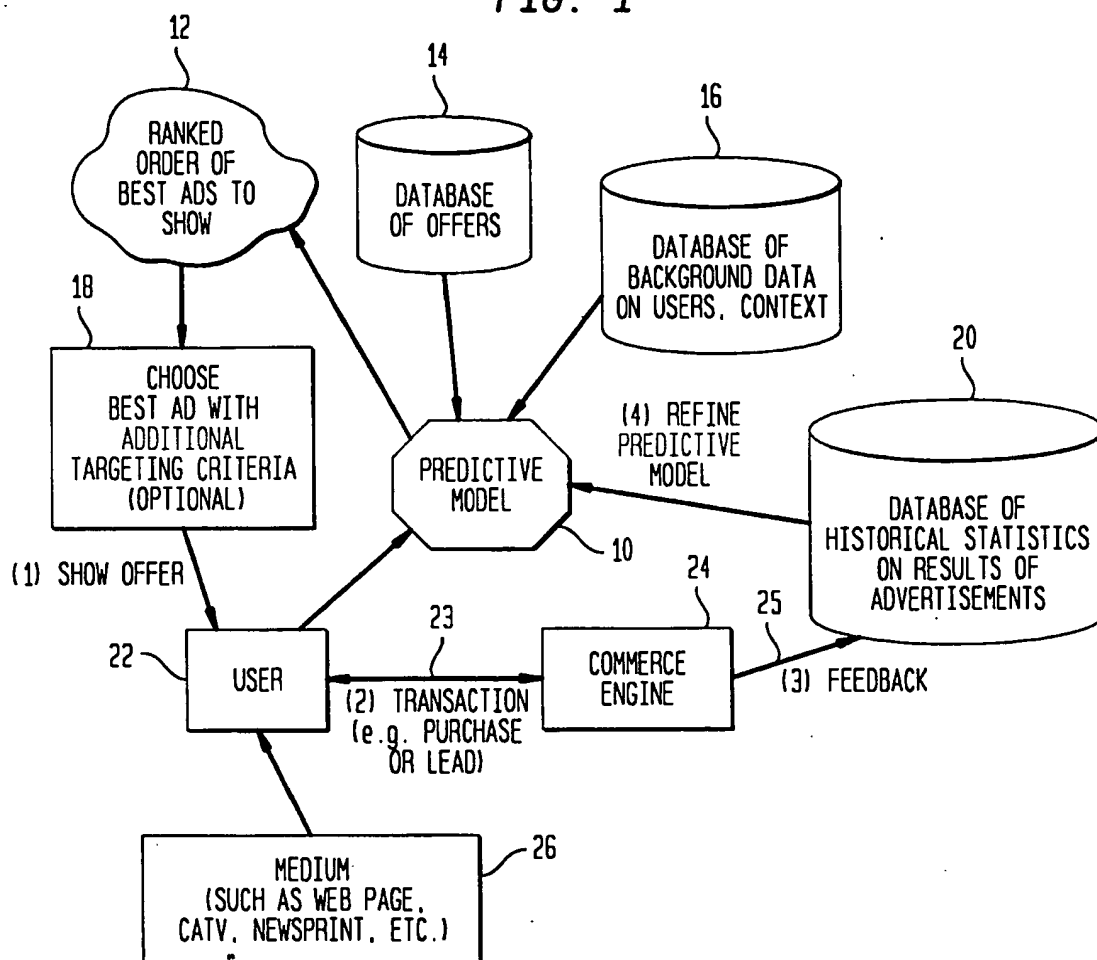 FIG. 1
12
14
16
RANKED
ORDER OF
BEST ADS TO
SHOW
DATABASE
OF OFFERS
DATABASE OF
BACKGROUND DATA
ON USERS, CONTEXT
18
20
CHOOSE
BEST AD WITH
ADDITIONAL
TARGETING CRITERIA
(OPTIONAL)
(4) REFINE
PREDICTIVE
MODEL
PREDICTIVE
MODEL
10
DATABASE OF
HISTORICAL STATISTICS
ON RESULTS OF
ADVERTISEMENTS
(1) SHOW OFFER
22
USER
23
(2) TRANSACTION
(e.g. PURCHASE
OR LEAD)
24
COMMERCE
ENGINE
25
(3) FEEDBACK
26
MEDIUM
(SUCH AS WEB PAGE,
CATV, NEWSPRINT, ETC.)